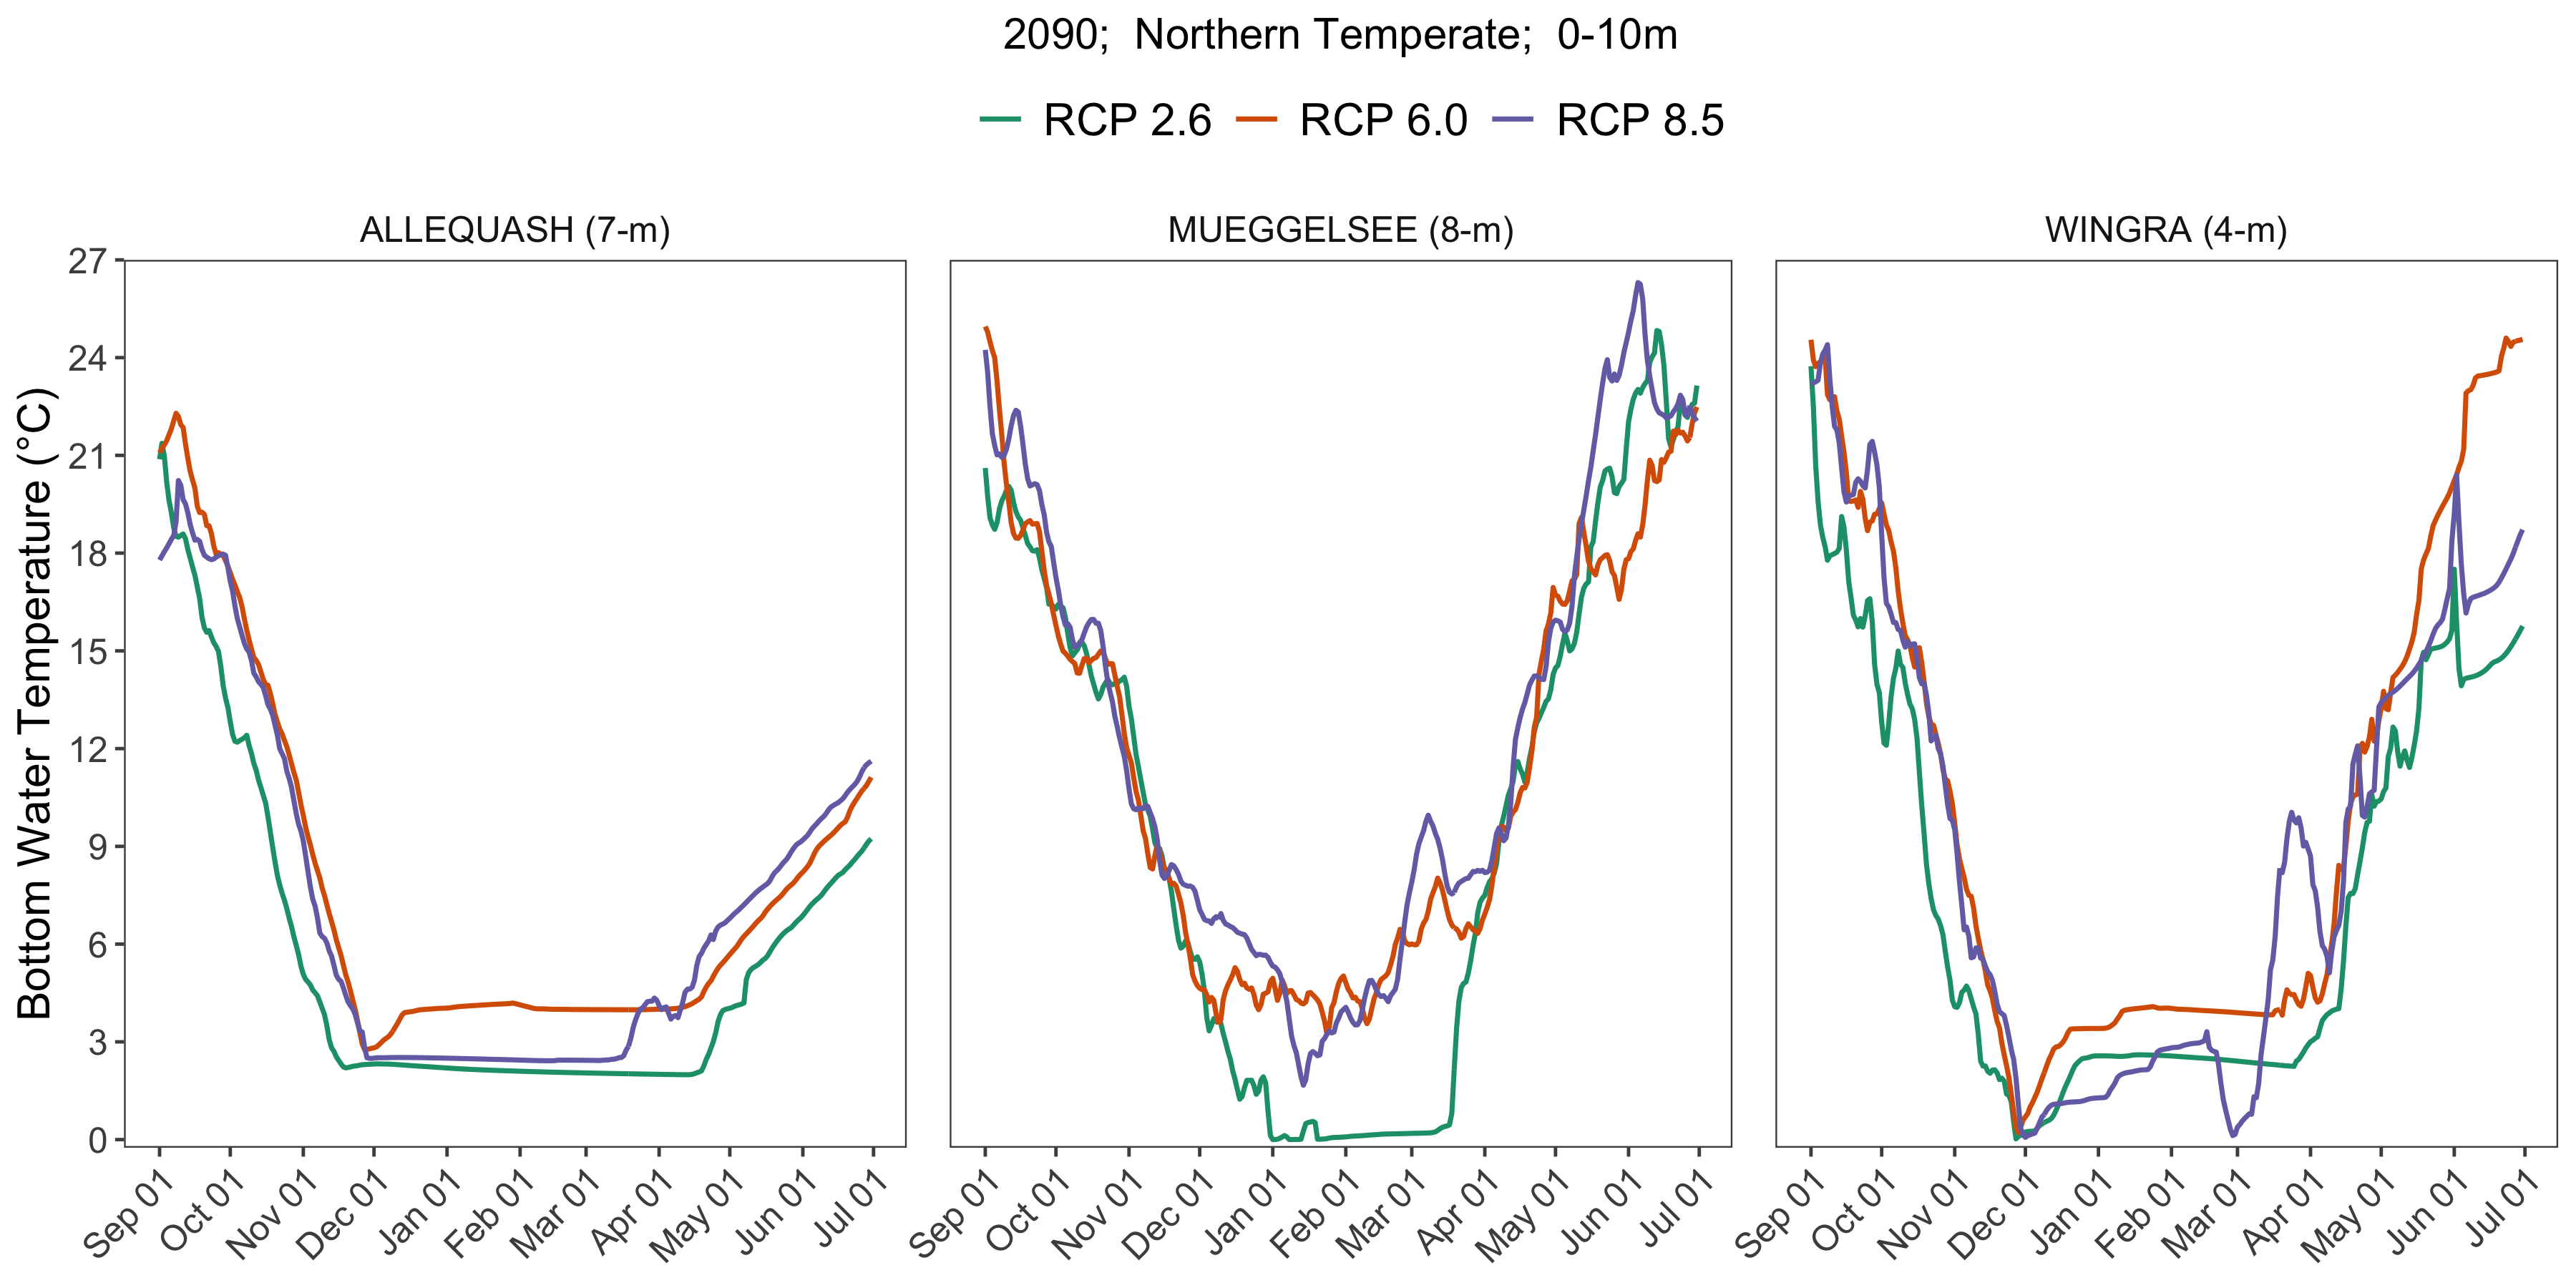 2090;  Northern Temperate;  0-10m
RCP 2.6 RCP 6.0 RCP 8.5
ALLEQUASH (7-m) MUEGGELSEE (8-m) WINGRA (4-m)
Bottom Water Temperature (°C)
27
24
21
18
15
12
9
6
3
0
Sep 01 Oct 01 Nov 01 Dec 01 Jan 01 Feb 01 Mar 01 Apr 01 May 01 Jun 01 Jul 01
Sep 01 Oct 01 Nov 01 Dec 01 Jan 01 Feb 01 Mar 01 Apr 01 May 01 Jun 01 Jul 01
Sep 01 Oct 01 Nov 01 Dec 01 Jan 01 Feb 01 Mar 01 Apr 01 May 01 Jun 01 Jul 01